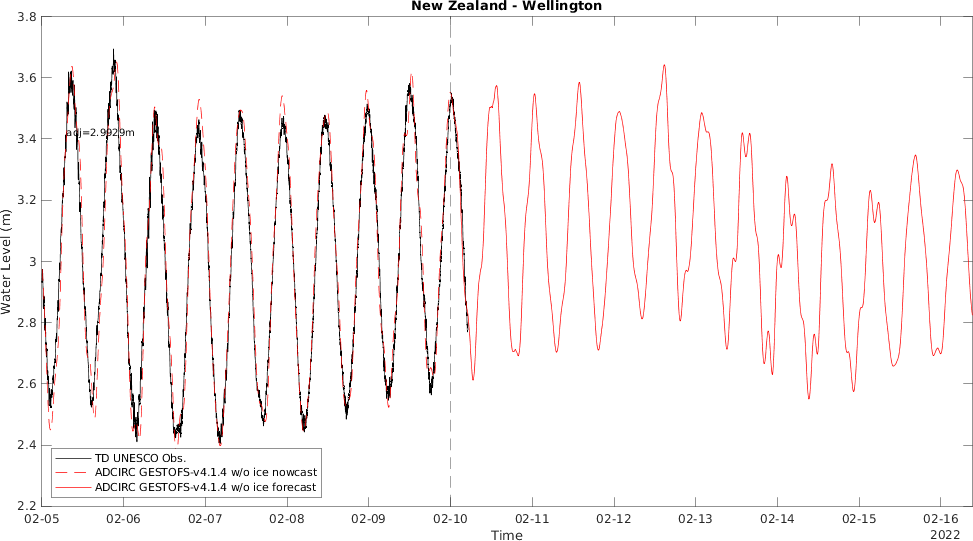 New Zealand - Wellington
3.8
3.6
3.4
3.2
3
2.8
2.6
2.4
2.2
Water Level (m)
adj=2.9929m
TD UNESCO Obs.
ADCIRC GESTOFS-v4.1.4 w/o ice nowcast
ADCIRC GESTOFS-v4.1.4 w/o ice forecast
02-05 02-06 02-07 02-08 02-09 02-10 02-11 02-12 02-13 02-14 02-15 02-16
2022
Time